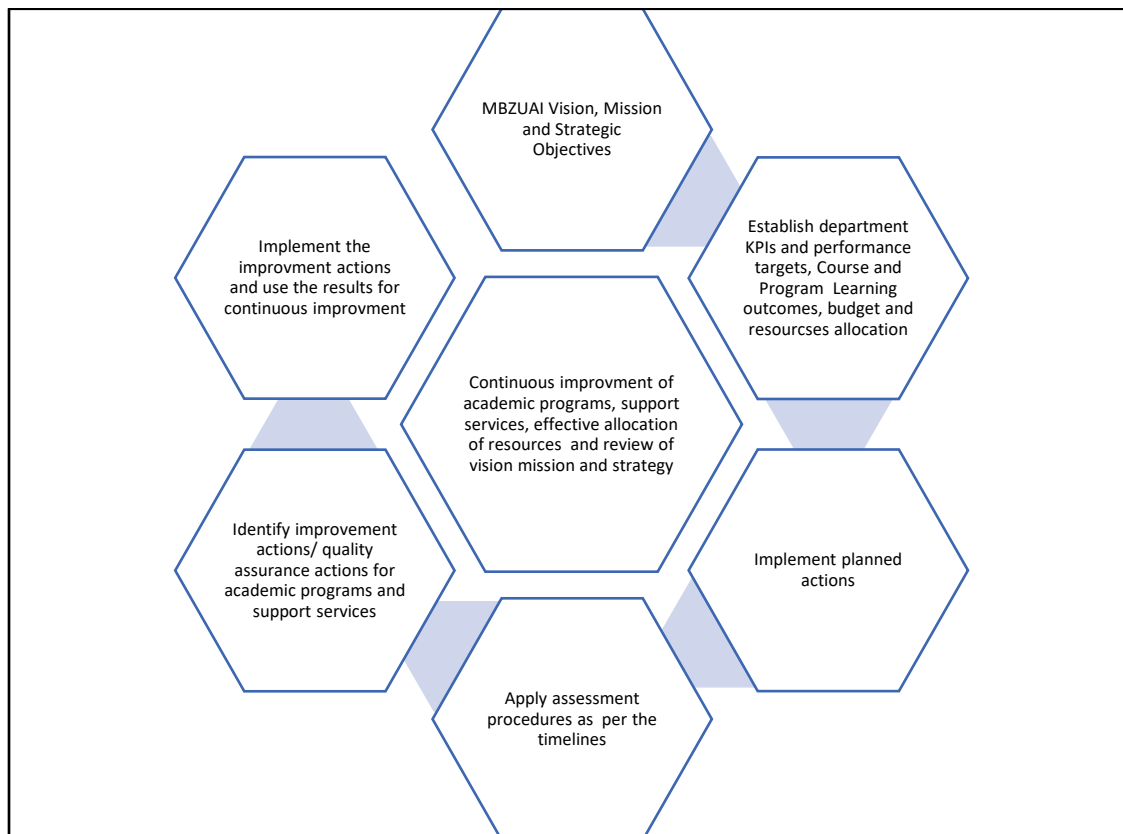 MBZUAI Vision, Mission
and Strategic
Objectives
Establish department
KPIs and performance
targets, Course and
Program Learning
outcomes, budget and
resourcses allocation
Implement planned
actions
Apply assessment
procedures as per the
timelines
Identify improvement
actions/ quality
assurance actions for
academic programs and
support services
Implement the
improvment actions
and use the results for
continuous improvment
Continuous improvment of
academic programs, support
services, effective allocation
of resources and review of
vision mission and strategy